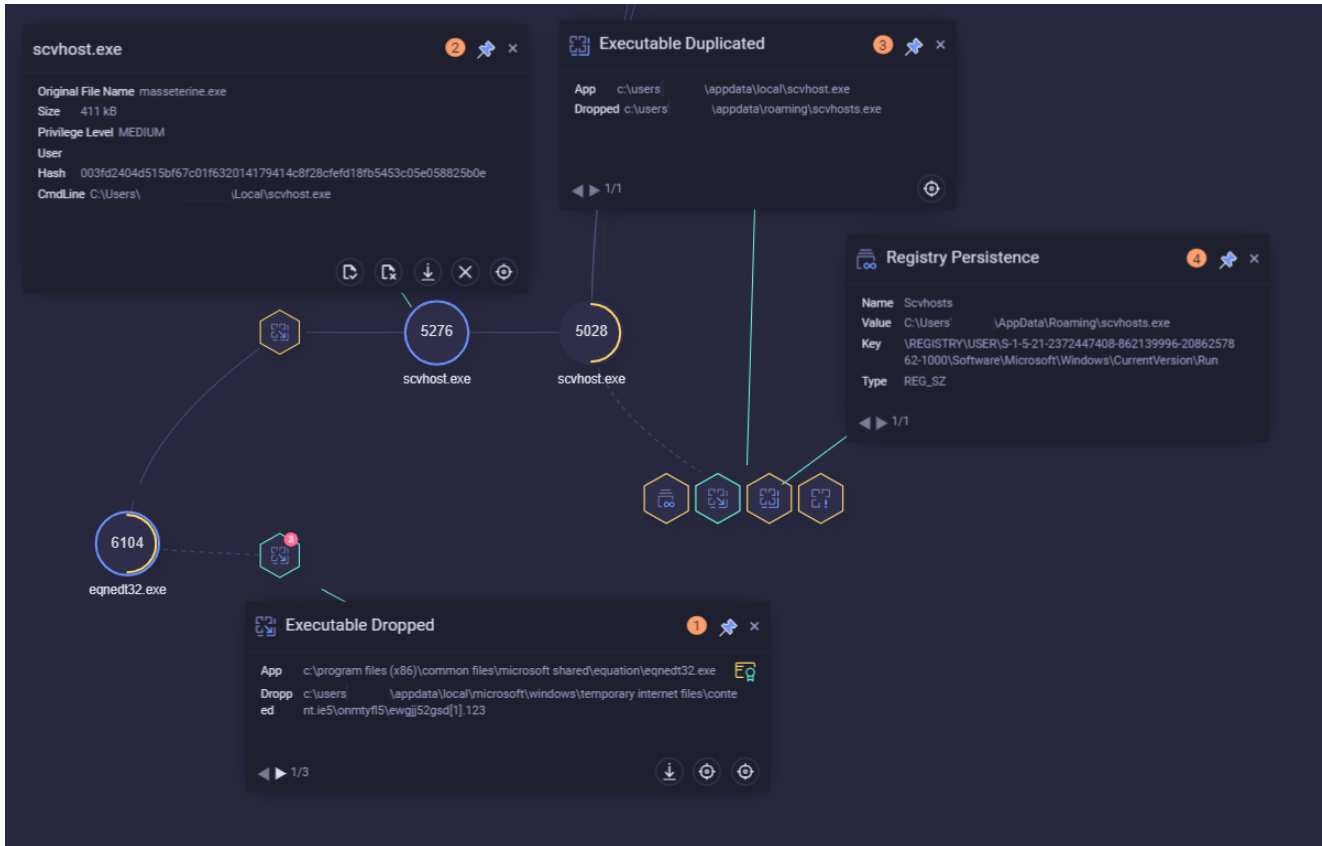 scvhost.exe
2
Original File Name masseterine.exe
Size 411 kB
Privilege Level MEDIUM
User
Hash 003fd2404d515bf67c01f632014179414c8f28cfefd18fb5453c05e058825b0e
CmdLine C:\Users\ \Local\scvhost.exe
Executable Duplicated
3
App c:\users \appdata\local\scvhost.exe
Dropped c:\users \appdata\roaming\scvhosts.exe
1/1
Registry Persistence
4
Name Scvhosts
Value C:\Users \AppData\Roaming\scvhosts.exe
Key \REGISTRY\USER\S-1-5-21-2372447408-862139996-20862578
62-1000\Software\Microsoft\Windows\CurrentVersion\Run
Type REG_SZ
1/1
5276
scvhost.exe
5028
scvhost.exe
6104
eqnedt32.exe
3
Executable Dropped
1
App c:\program files (x86)\common files\microsoft shared\equation\eqnedt32.exe
Dropp c:\users \appdata\local\microsoft\windows\temporary internet files\conte
ed nt.ie5\onmtyfl5\ewgjj52gsd[1].123
1/3